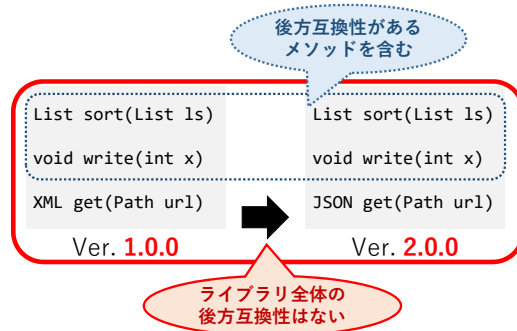 後方互換性がある
メソッドを含む
List sort(List ls)
void write(int x)
XML get(Path url)
Ver. 1.0.0
List sort(List ls)
void write(int x)
JSON get(Path url)
Ver. 2.0.0
ライブラリ全体の
後方互換性はない